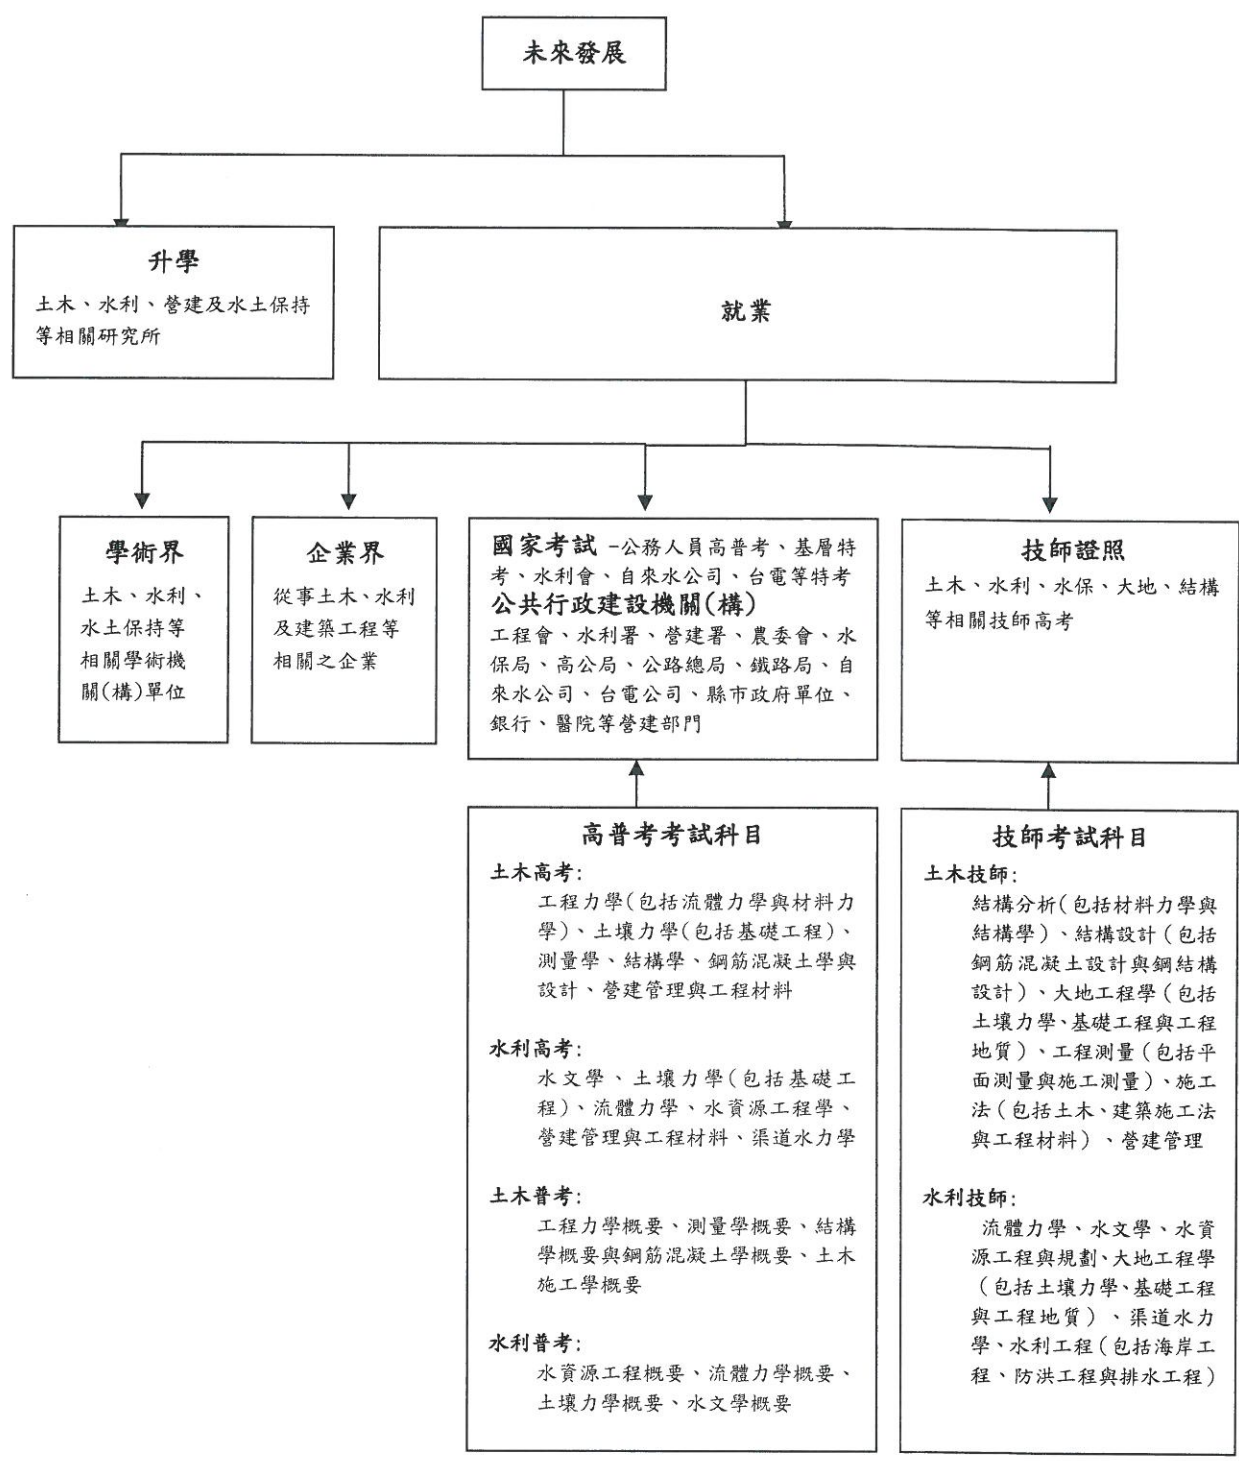 未來發展
升學
土木、水利、營建及水土保持
等相關研究所
就業
學術界
土木、水利、
水土保持等
相關學術機
關(構)單位
企業界
從事土木、水利
及建築工程等
相關之企業
國家考試 -公務人員高普考、基層特
考、水利會、自來水公司、台電等特考
公共行政建設機關(構)
工程會、水利署、營建署、農委會、水
保局、高公局、公路總局、鐵路局、自
來水公司、台電公司、縣市政府單位、
銀行、醫院等營建部門
技師證照
土木、水利、水保、大地、結構
等相關技師高考
高普考考試科目
土木高考:
工程力學(包括流體力學與材料力
學)、土壤力學(包括基礎工程)、
測量學、結構學、鋼筋混凝土學與
設計、營建管理與工程材料
水利高考:
水文學、土壤力學(包括基礎工
程)、流體力學、水資源工程學、
營建管理與工程材料、渠道水力學
土木普考:
工程力學概要、測量學概要、結構
學概要與鋼筋混凝土學概要、土木
施工學概要
水利普考:
水資源工程概要、流體力學概要、
土壤力學概要、水文學概要
技師考試科目
土木技師:
結構分析(包括材料力學與
結構學)、結構設計(包括
鋼筋混凝土設計與鋼結構
設計)、大地工程學(包括
土壤力學、基礎工程與工程
地質)、工程測量(包括平
面測量與施工測量)、施工
法(包括土木、建築施工法
與工程材料)、營建管理
水利技師:
流體力學、水文學、水資
源工程與規劃、大地工程學
(包括土壤力學、基礎工程
與工程地質)、渠道水力
學、水利工程(包括海岸工
程、防洪工程與排水工程)